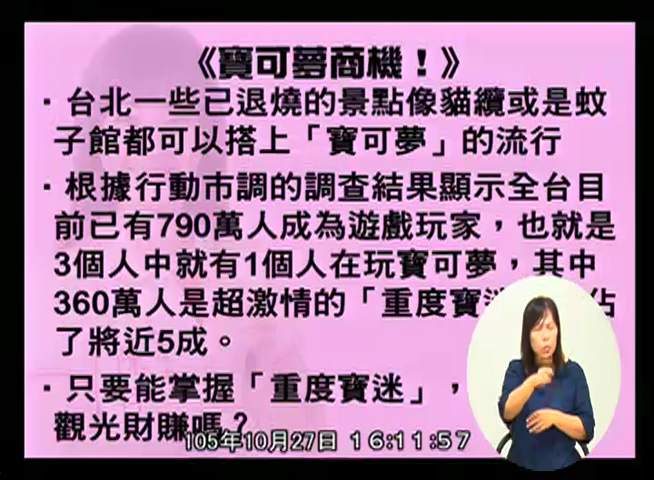 《寶可夢商機！》
· 台北一些已退燒的景點像貓纜或是蚊
子館都可以搭上「寶可夢」的流行
· 根據行動市調的調查結果顯示全台目
前已有790萬人成為遊戲玩家，也就是
3個人中就有1個人在玩寶可夢，其中
360萬人是超激情的「重度寶迷 佔
了將近5成。
· 只要能掌握「重度寶迷」，
觀光財賺嗎？
105年10月27日 16:11:57